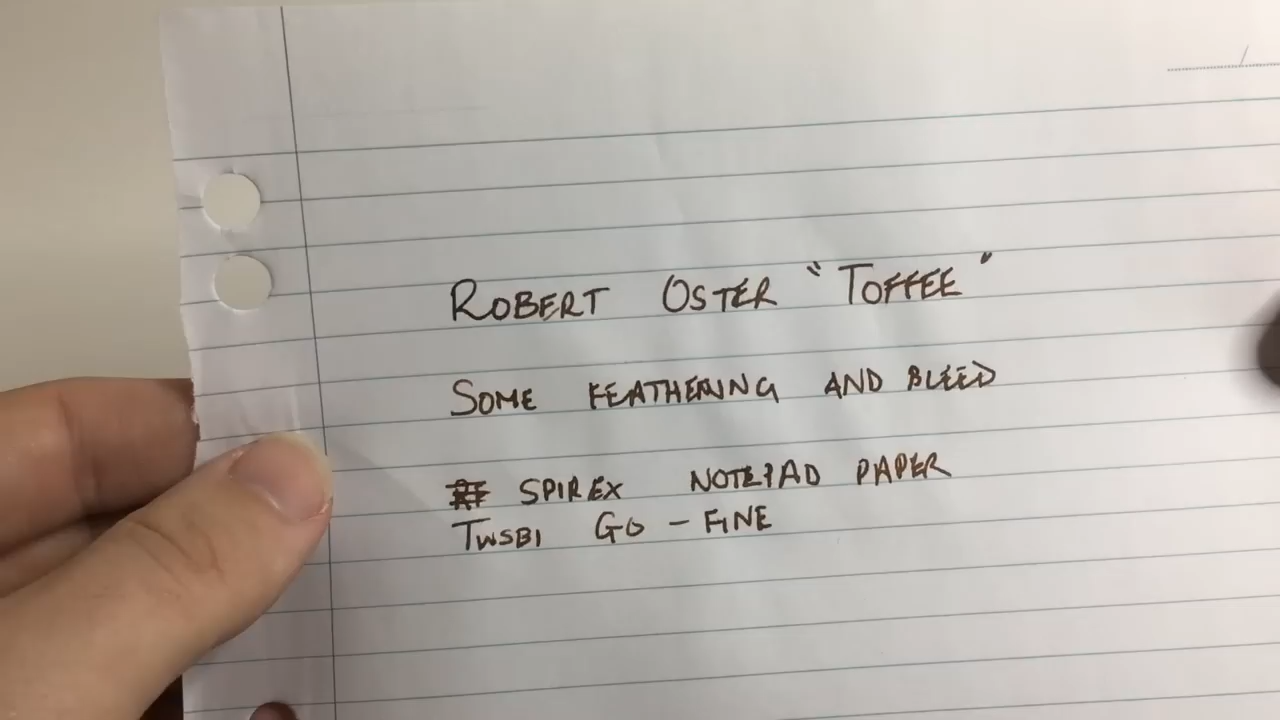 ROBERT OSTER "TOFFEE"
SOME FEATHERING AND BLEED
SPIREX NOTEPAD PAPER
TWSBI GO - FINE